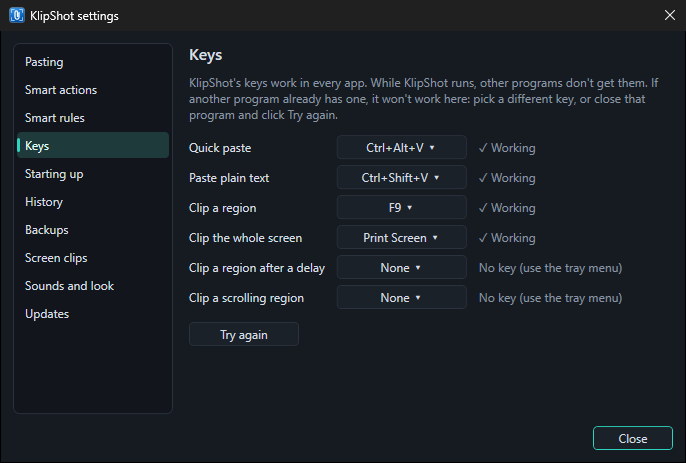 KlipShot settings
Pasting
Smart actions
Smart rules
Keys
Starting up
History
Backups
Screen clips
Sounds and look
Updates
Keys
KlipShot's keys work in every app. While KlipShot runs, other programs don't get them. If
another program already has one, it won't work here: pick a different key, or close that
program and click Try again.
Quick paste Ctrl+Alt+V ▾ ✓ Working
Paste plain text Ctrl+Shift+V ▾ ✓ Working
Clip a region F9 ▾ ✓ Working
Clip the whole screen Print Screen ▾ ✓ Working
Clip a region after a delay None ▾ No key (use the tray menu)
Clip a scrolling region None ▾ No key (use the tray menu)
Try again
Close